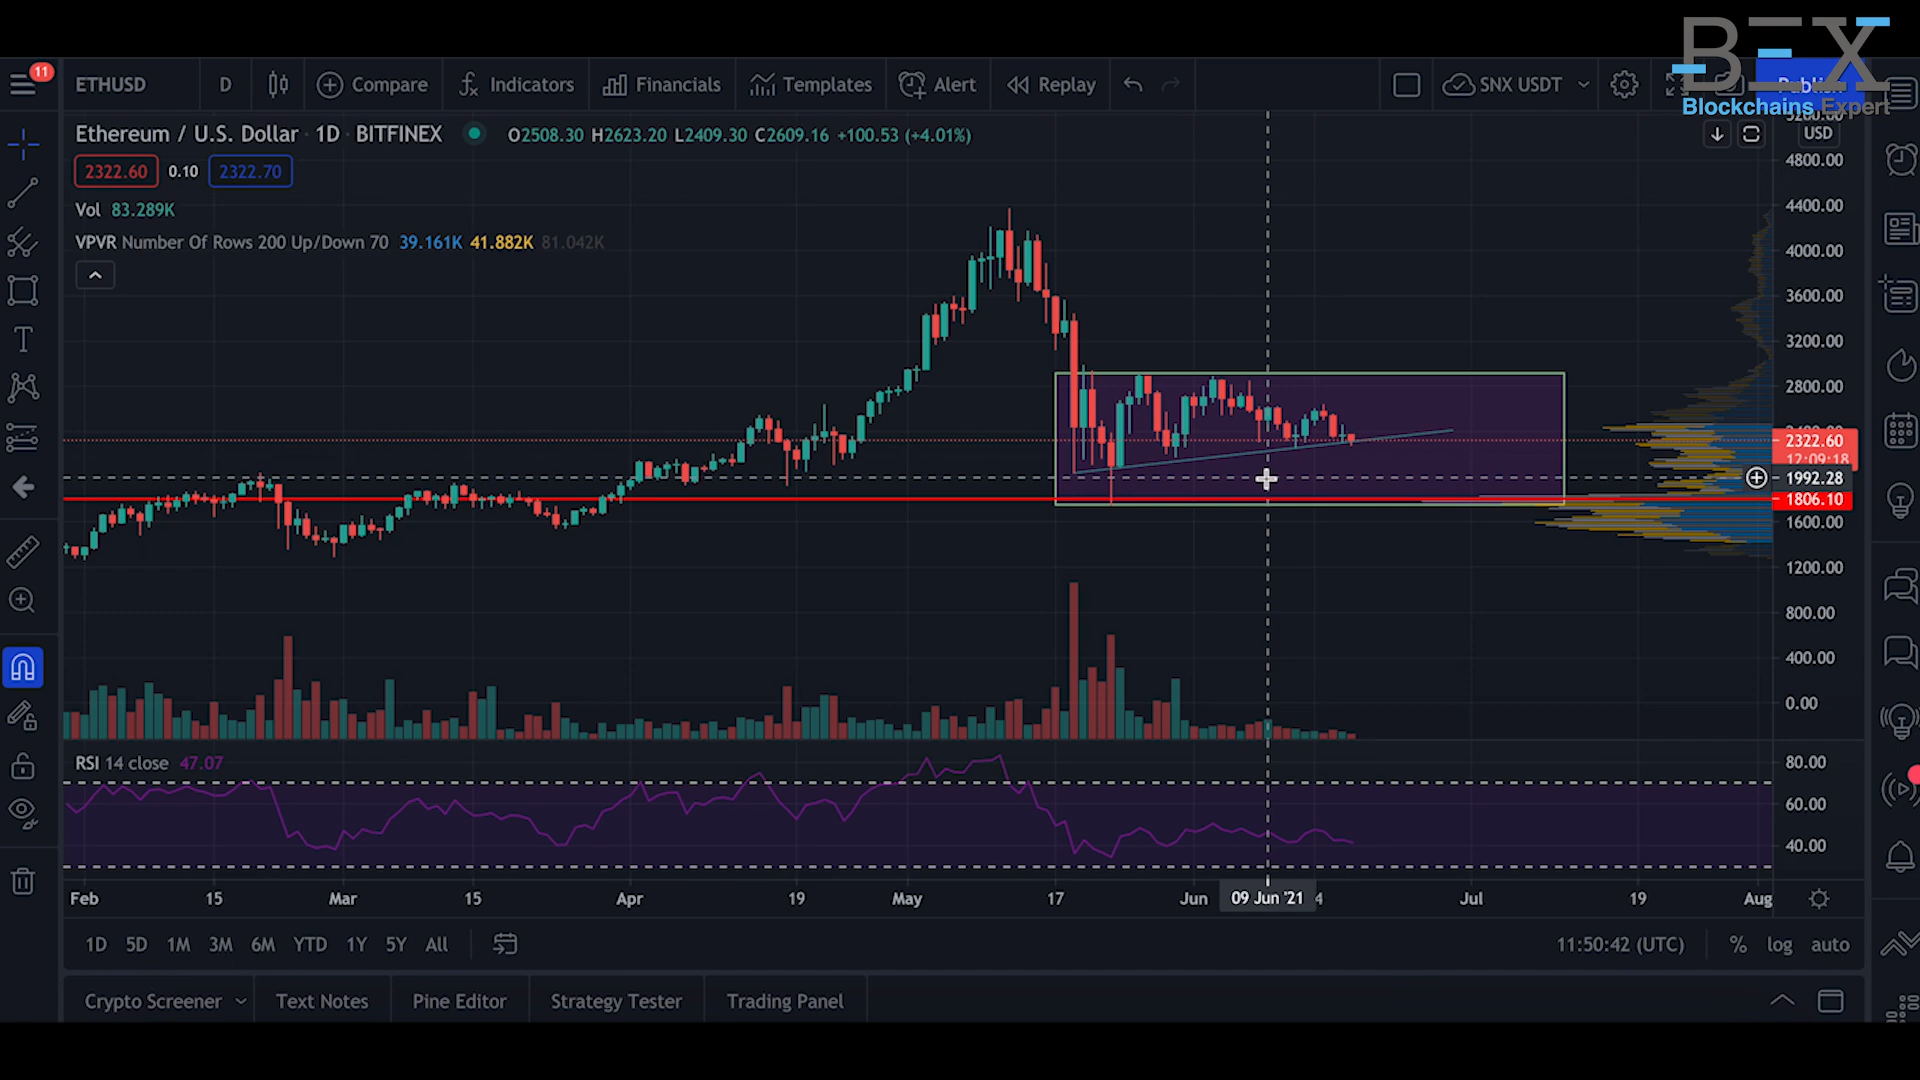 BEX
Blockchains Expert
11
ETHUSD D Compare Indicators Financials Templates Alert Replay SNX USDT
Ethereum / U.S. Dollar · 1D · BITFINEX O2508.30 H2623.20 L2409.30 C2609.16 +100.53 (+4.01%)
USD
2322.60 0.10 2322.70
Vol 83.289K
VPVR Number Of Rows 200 Up/Down 70 39.161K 41.882K 81.042K
4800.00
4400.00
4000.00
3600.00
3200.00
2800.00
2322.60
12:09:18
1992.28
1806.10
1600.00
1200.00
800.00
400.00
0.00
RSI 14 close 47.07
80.00
60.00
40.00
Feb 15 Mar 15 Apr 19 May 17 Jun 09 Jun '21 4 Jul 19 Aug
1D 5D 1M 3M 6M YTD 1Y 5Y All 11:50:42 (UTC) % log auto
Crypto Screener Text Notes Pine Editor Strategy Tester Trading Panel